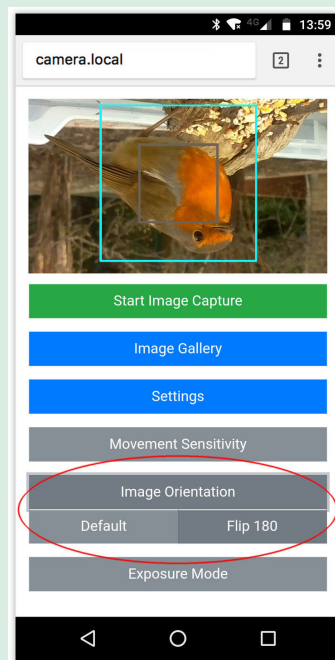 4G 13:59
camera.local 2
Start Image Capture
Image Gallery
Settings
Movement Sensitivity
Image Orientation
Default Flip 180
Exposure Mode